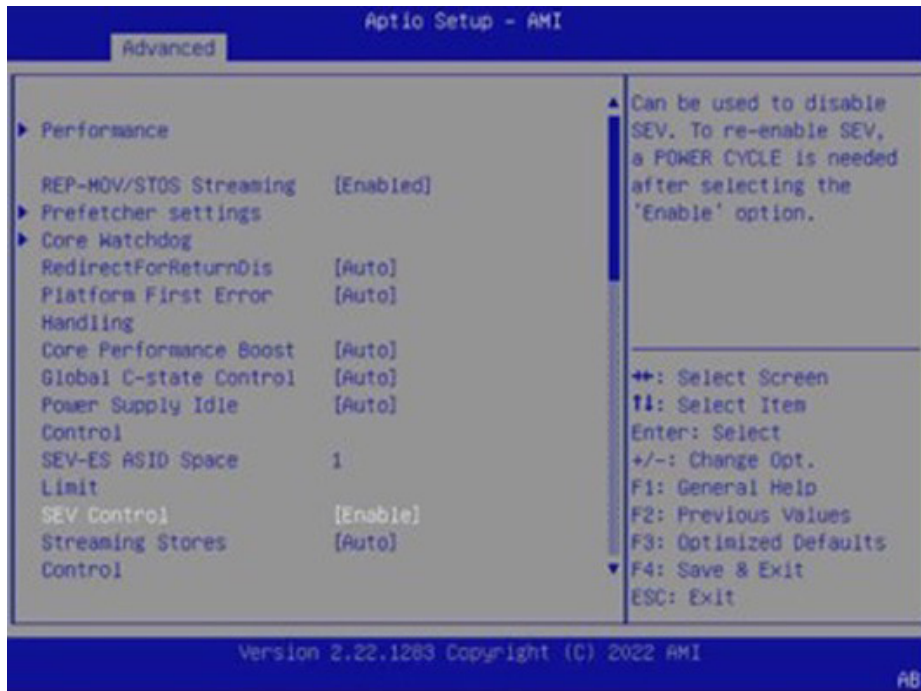 Aptio Setup - AMI
Advanced
Performance
REP-MOV/STOS Streaming [Enabled]
Prefetcher settings
Core Watchdog
RedirectForReturnDis [Auto]
Platform First Error [Auto]
Handling
Core Performance Boost [Auto]
Global C-state Control [Auto]
Power Supply Idle [Auto]
Control
SEV-ES ASID Space 1
Limit
SEV Control [Enable]
Streaming Stores [Auto]
Control
Can be used to disable
SEV. To re-enable SEV,
a POWER CYCLE is needed
after selecting the
'Enable' option.
↔: Select Screen
↑↓: Select Item
Enter: Select
+/-: Change Opt.
F1: General Help
F2: Previous Values
F3: Optimized Defaults
F4: Save & Exit
ESC: Exit
Version 2.22.1283 Copyright (C) 2022 AMI
AB